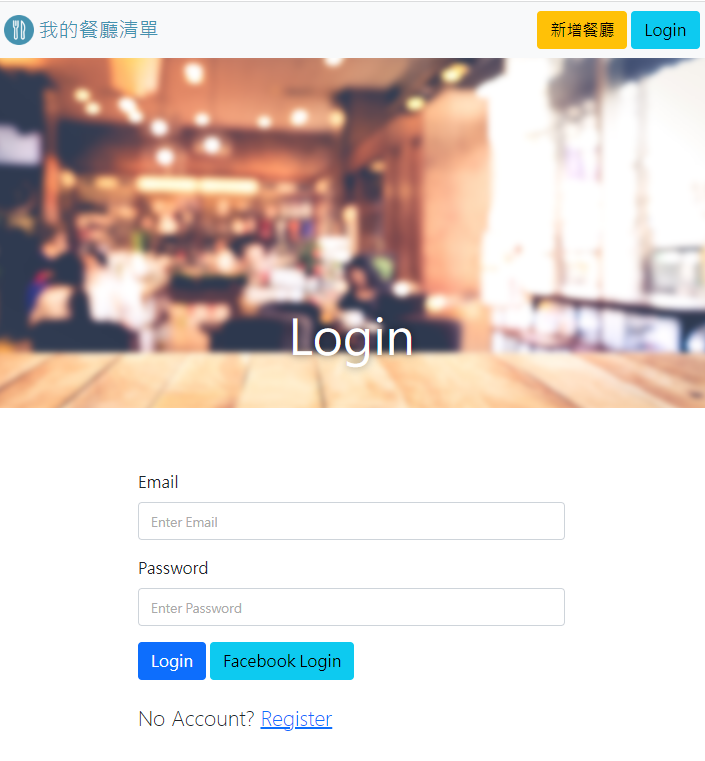 我的餐廳清單
新增餐廳 Login
Login
Email
Enter Email
Password
Enter Password
Login Facebook Login
No Account? Register